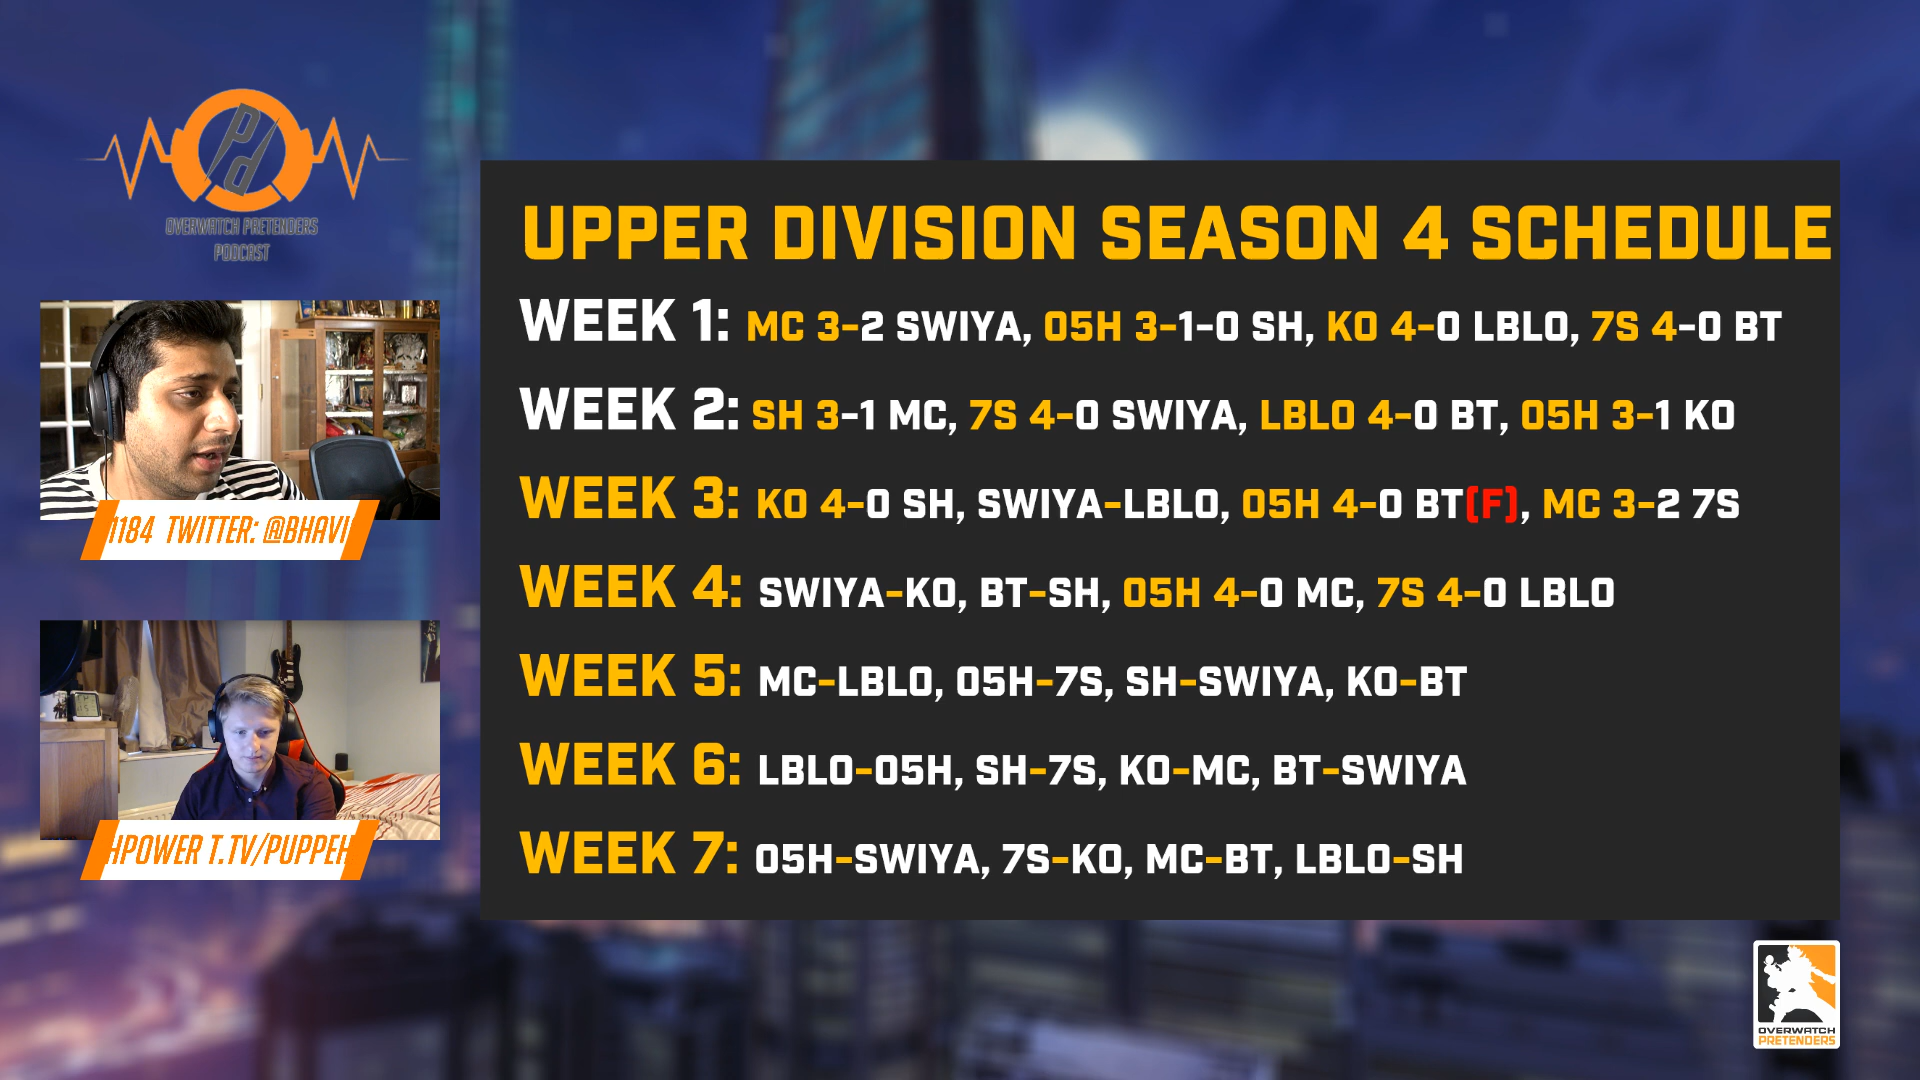 OVERWATCH PRETENDERS
PODCAST
1184 TWITTER: @BHAVI
HPOWER T.TV/PUPPEH
UPPER DIVISION SEASON 4 SCHEDULE
WEEK 1: MC 3-2 SWIYA, 05H 3-1-0 SH, KO 4-0 LBLO, 7S 4-0 BT
WEEK 2: SH 3-1 MC, 7S 4-0 SWIYA, LBLO 4-0 BT, 05H 3-1 KO
WEEK 3: KO 4-0 SH, SWIYA-LBLO, 05H 4-0 BT(F), MC 3-2 7S
WEEK 4: SWIYA-KO, BT-SH, 05H 4-0 MC, 7S 4-0 LBLO
WEEK 5: MC-LBLO, 05H-7S, SH-SWIYA, KO-BT
WEEK 6: LBLO-05H, SH-7S, KO-MC, BT-SWIYA
WEEK 7: 05H-SWIYA, 7S-KO, MC-BT, LBLO-SH
OVERWATCH
PRETENDERS